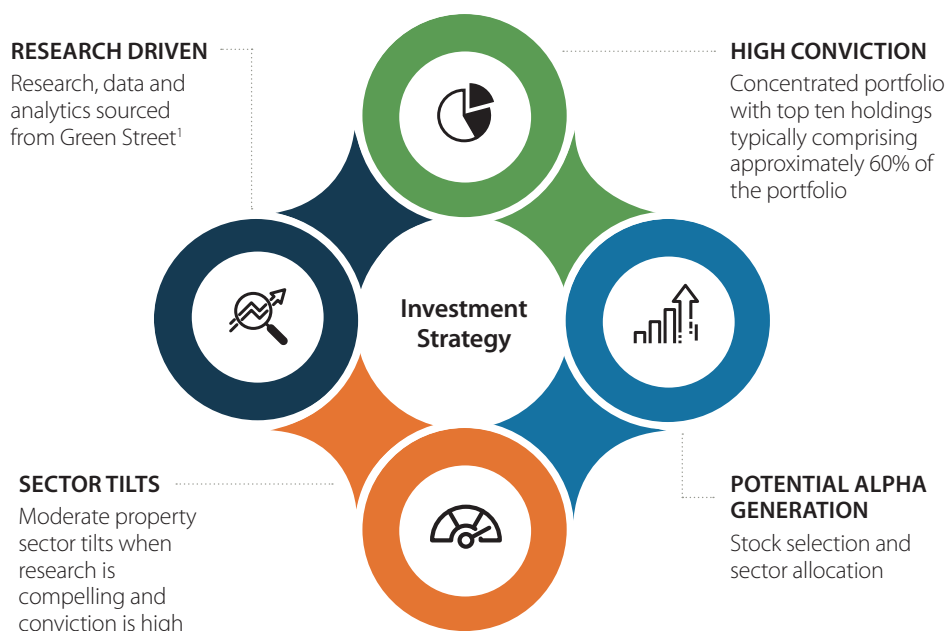 RESEARCH DRIVEN
Research, data and
analytics sourced
from Green Street¹
HIGH CONVICTION
Concentrated portfolio
with top ten holdings
typically comprising
approximately 60% of
the portfolio
Investment
Strategy
SECTOR TILTS
Moderate property
sector tilts when
research is
compelling and
conviction is high
POTENTIAL ALPHA
GENERATION
Stock selection and
sector allocation